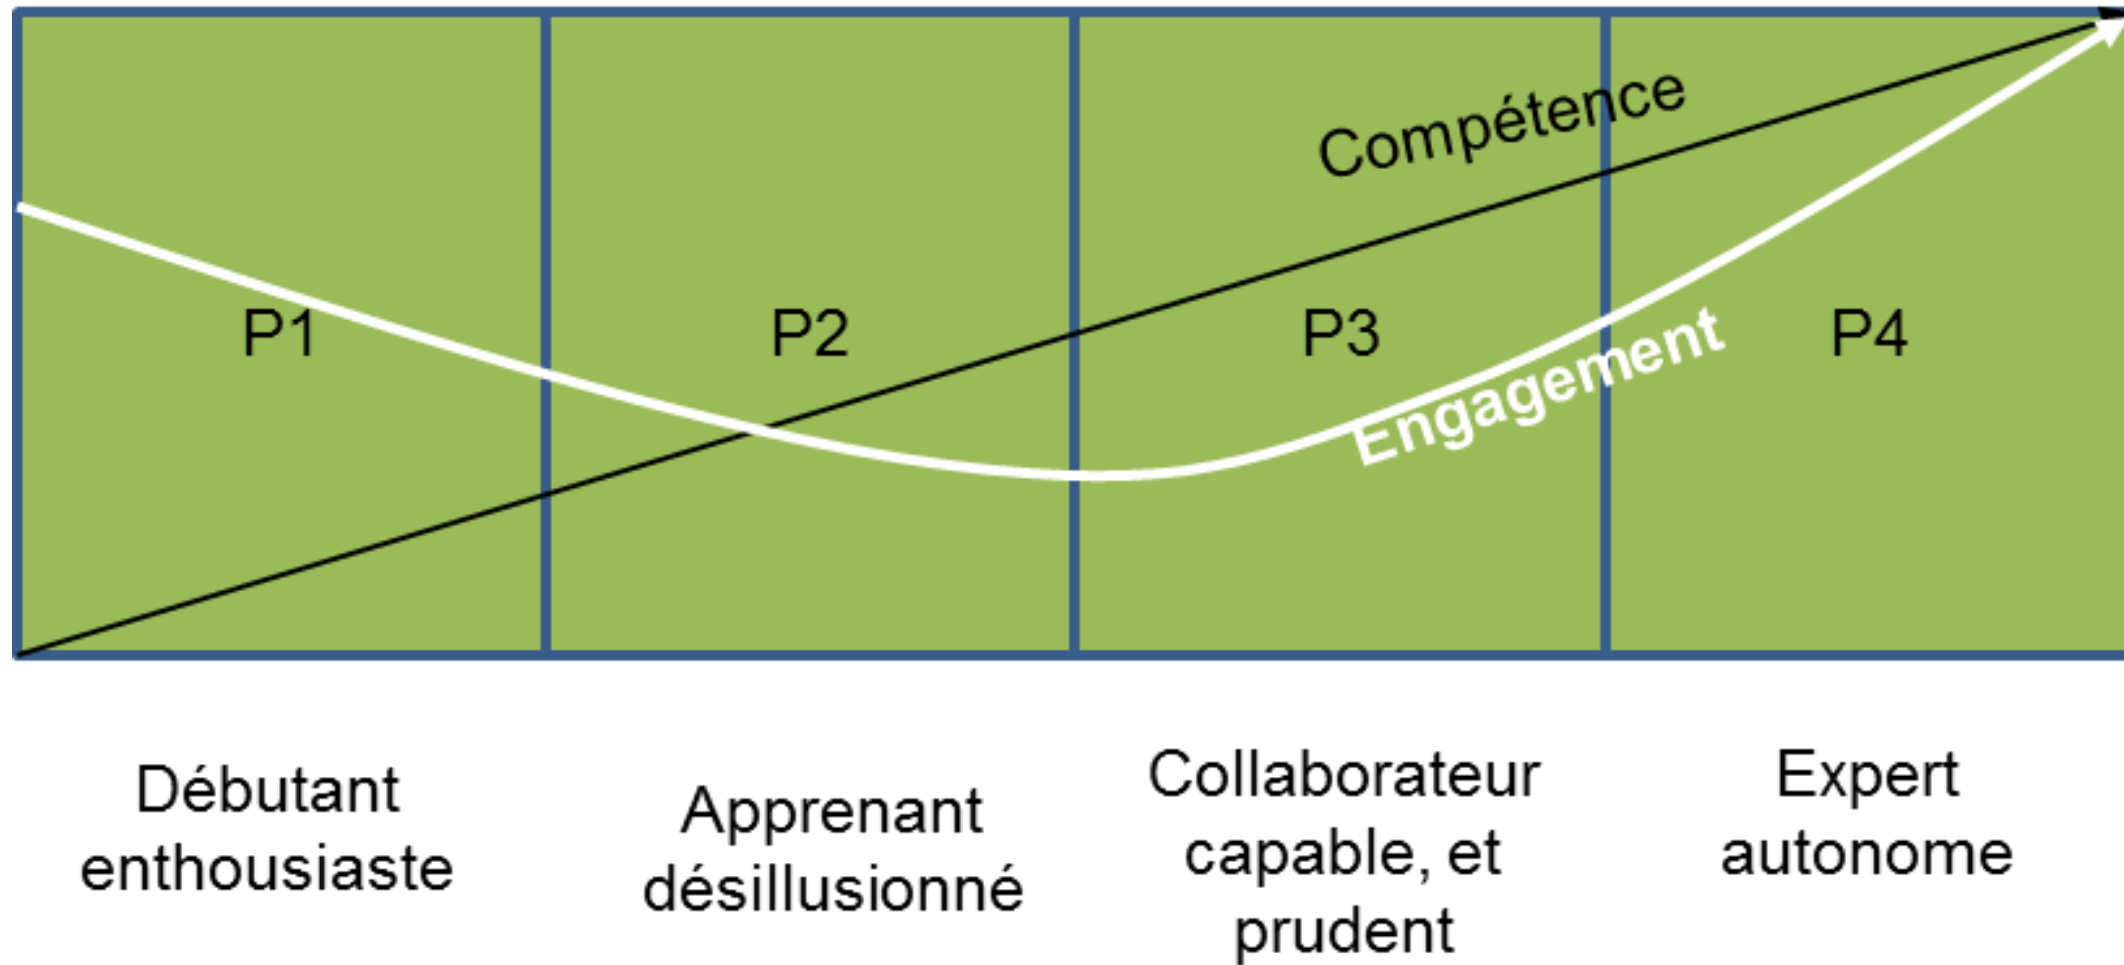 Compétence
P1
P2
P3
P4
Engagement
Débutant
enthousiaste
Apprenant
désillusionné
Collaborateur
capable, et
prudent
Expert
autonome